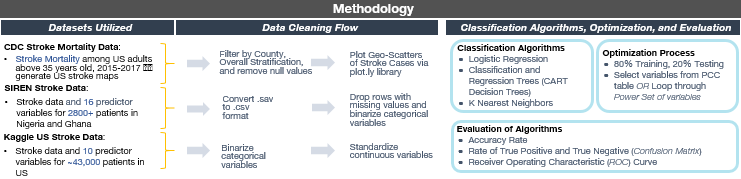 Methodology
Datasets Utilized
CDC Stroke Mortality Data:
• Stroke Mortality among US adults
above 35 years old, 2015-2017
generate US stroke maps
SIREN Stroke Data:
• Stroke data and 16 predictor
variables for 2800+ patients in
Nigeria and Ghana
Kaggle US Stroke Data:
• Stroke data and 10 predictor
variables for ~43,000 patients in
US
Data Cleaning Flow
Filter by County,
Overall Stratification,
and remove null values
Plot Geo-Scatters
of Stroke Cases via
plot.ly library
Convert .sav
to .csv
format
Drop rows with
missing values and
binarize categorical
variables
Binarize
categorical
variables
Standardize
continuous variables
Classification Algorithms, Optimization, and Evaluation
Classification Algorithms
▪ Logistic Regression
▪ Classification and
Regression Trees (CART
Decision Trees)
▪ K Nearest Neighbors
Optimization Process
▪ 80% Training, 20% Testing
▪ Select variables from PCC
table OR Loop through
Power Set of variables
Evaluation of Algorithms
▪ Accuracy Rate
▪ Rate of True Positive and True Negative (Confusion Matrix)
▪ Receiver Operating Characteristic (ROC) Curve